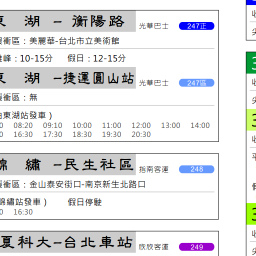 東 湖 - 衡陽路
光華巴士 247正
衝區：美麗華-台北市立美術館
峰：10-15分 假日：12-15分
東 湖 -捷運圓山站
光華巴士 247區
衝區：無
東湖站發車）
08:20 09:10 10:00 11:00 12:00 13:00 14:00
16:30 17:30 18:30 19:30 20:30
錦 繡 -民生社區
指南客運 248
衝區：金山泰安街口-南京新生北路口
錦繡站發車） 假日停駛
16:30
夏科大-台北車站
欣欣客運 249